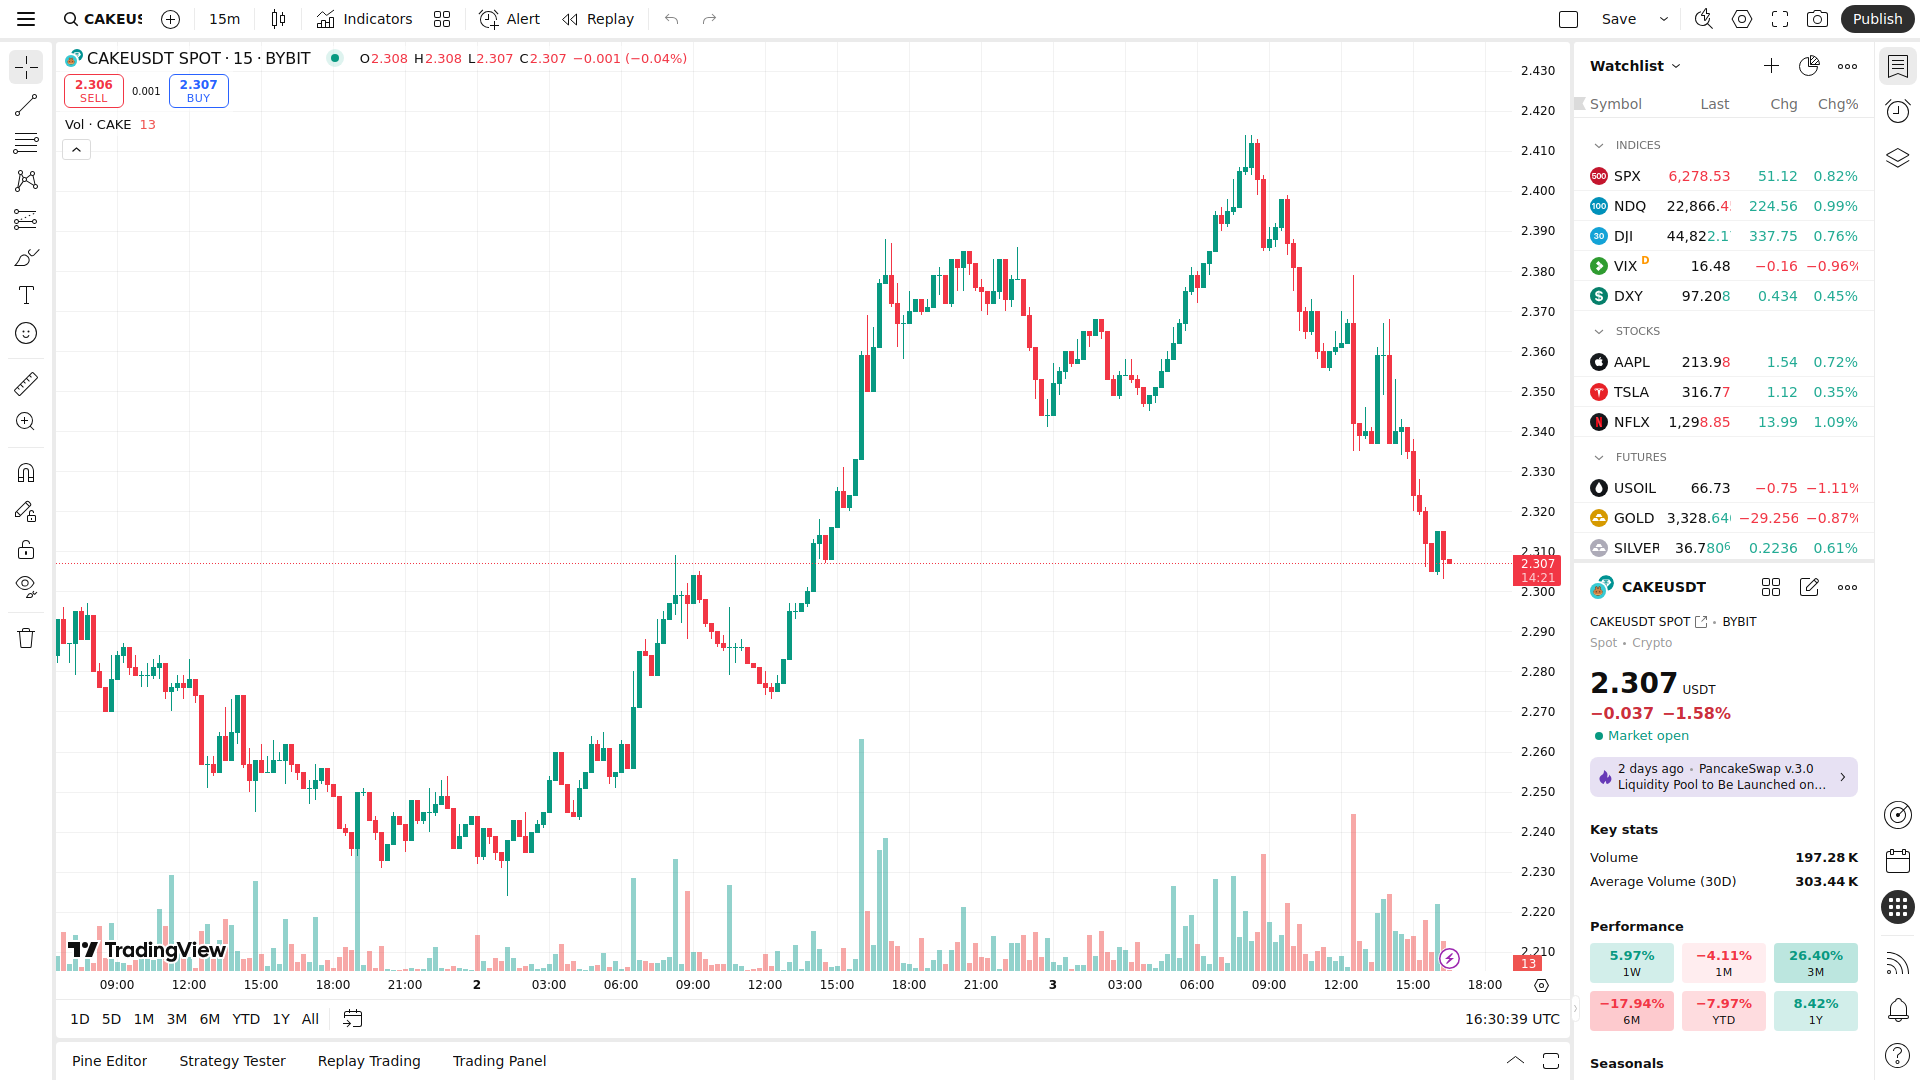 CAKEUS
15m
Indicators
Alert
Replay
Save
Publish
CAKEUSDT SPOT · 15 · BYBIT
O2.308 H2.308 L2.307 C2.307 −0.001 (−0.04%)
2.306
SELL
0.001
2.307
BUY
Vol · CAKE 13
2.430
2.420
2.410
2.400
2.390
2.380
2.370
2.360
2.350
2.340
2.330
2.320
2.310
2.307
14:21
2.300
2.290
2.280
2.270
2.260
2.250
2.240
2.230
2.220
2.210
13
TradingView
09:00 12:00 15:00 18:00 21:00 2 03:00 06:00 09:00 12:00 15:00 18:00 21:00 3 03:00 06:00 09:00 12:00 15:00 18:00
1D 5D 1M 3M 6M YTD 1Y All
16:30:39 UTC
Pine Editor Strategy Tester Replay Trading Trading Panel
Watchlist
Symbol Last Chg Chg%
INDICES
500 SPX 6,278.53 51.12 0.82%
100 NDQ 22,866.4 224.56 0.99%
30 DJI 44,822.1 337.75 0.76%
VIX D 16.48 −0.16 −0.96%
DXY 97.208 0.434 0.45%
STOCKS
AAPL 213.98 1.54 0.72%
TSLA 316.77 1.12 0.35%
NFLX 1,298.85 13.99 1.09%
FUTURES
USOIL 66.73 −0.75 −1.11%
GOLD 3,328.64 −29.256 −0.87%
SILVER 36.7806 0.2236 0.61%
CAKEUSDT
CAKEUSDT SPOT • BYBIT
Spot • Crypto
2.307 USDT
−0.037 −1.58%
Market open
2 days ago • PancakeSwap v.3.0
Liquidity Pool to Be Launched on...
Key stats
Volume 197.28 K
Average Volume (30D) 303.44 K
Performance
5.97% −4.11% 26.40%
1W 1M 3M
−17.94% −7.97% 8.42%
6M YTD 1Y
Seasonals